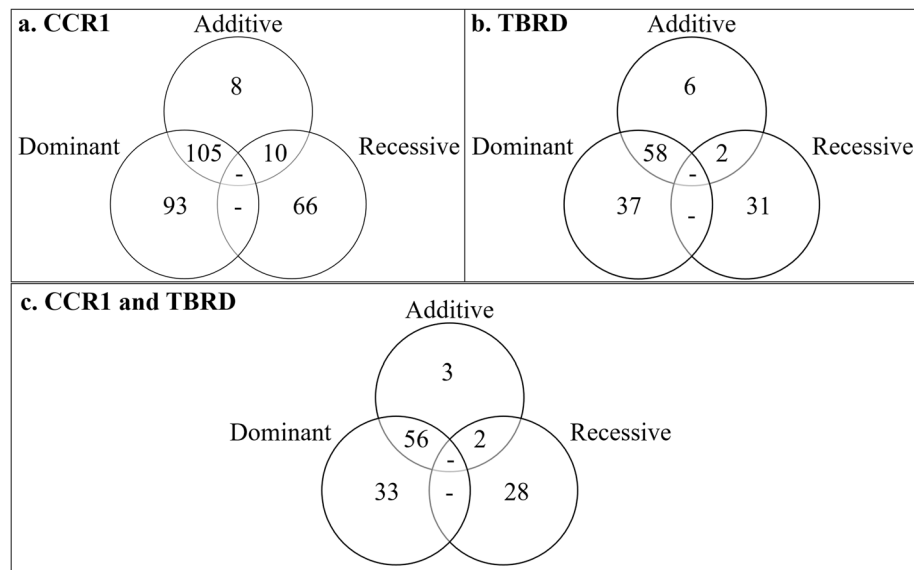 a. CCR1
Additive
8
Dominant
105
10
Recessive
-
93
-
66
b. TBRD
Additive
6
Dominant
58
2
Recessive
-
37
-
31
c. CCR1 and TBRD
Additive
3
Dominant
56
2
Recessive
-
33
-
28